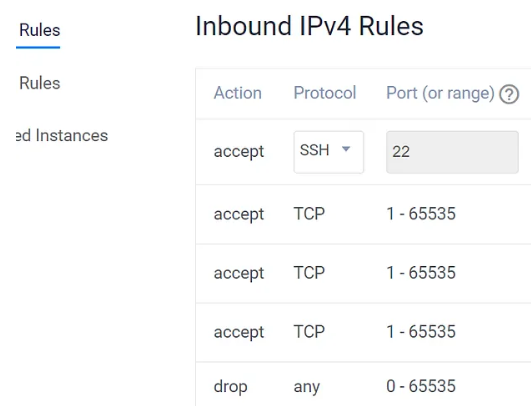 Rules
Inbound IPv4 Rules
Rules
ed Instances
Action Protocol Port (or range) ?
accept SSH 22
accept TCP 1 - 65535
accept TCP 1 - 65535
accept TCP 1 - 65535
drop any 0 - 65535